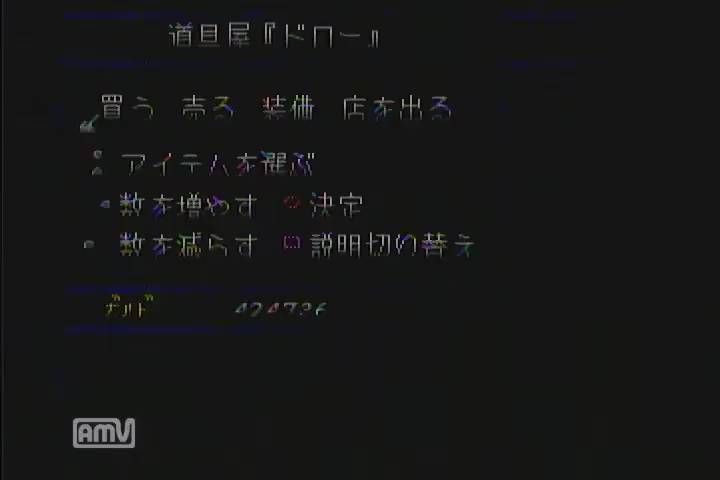 道具屋『ドロー』
買う 売る 装備 店を出る
アイテムを選ぶ
数を増やす 決定
数を減らす 説明切り替え
ゴルド 424736
AMV